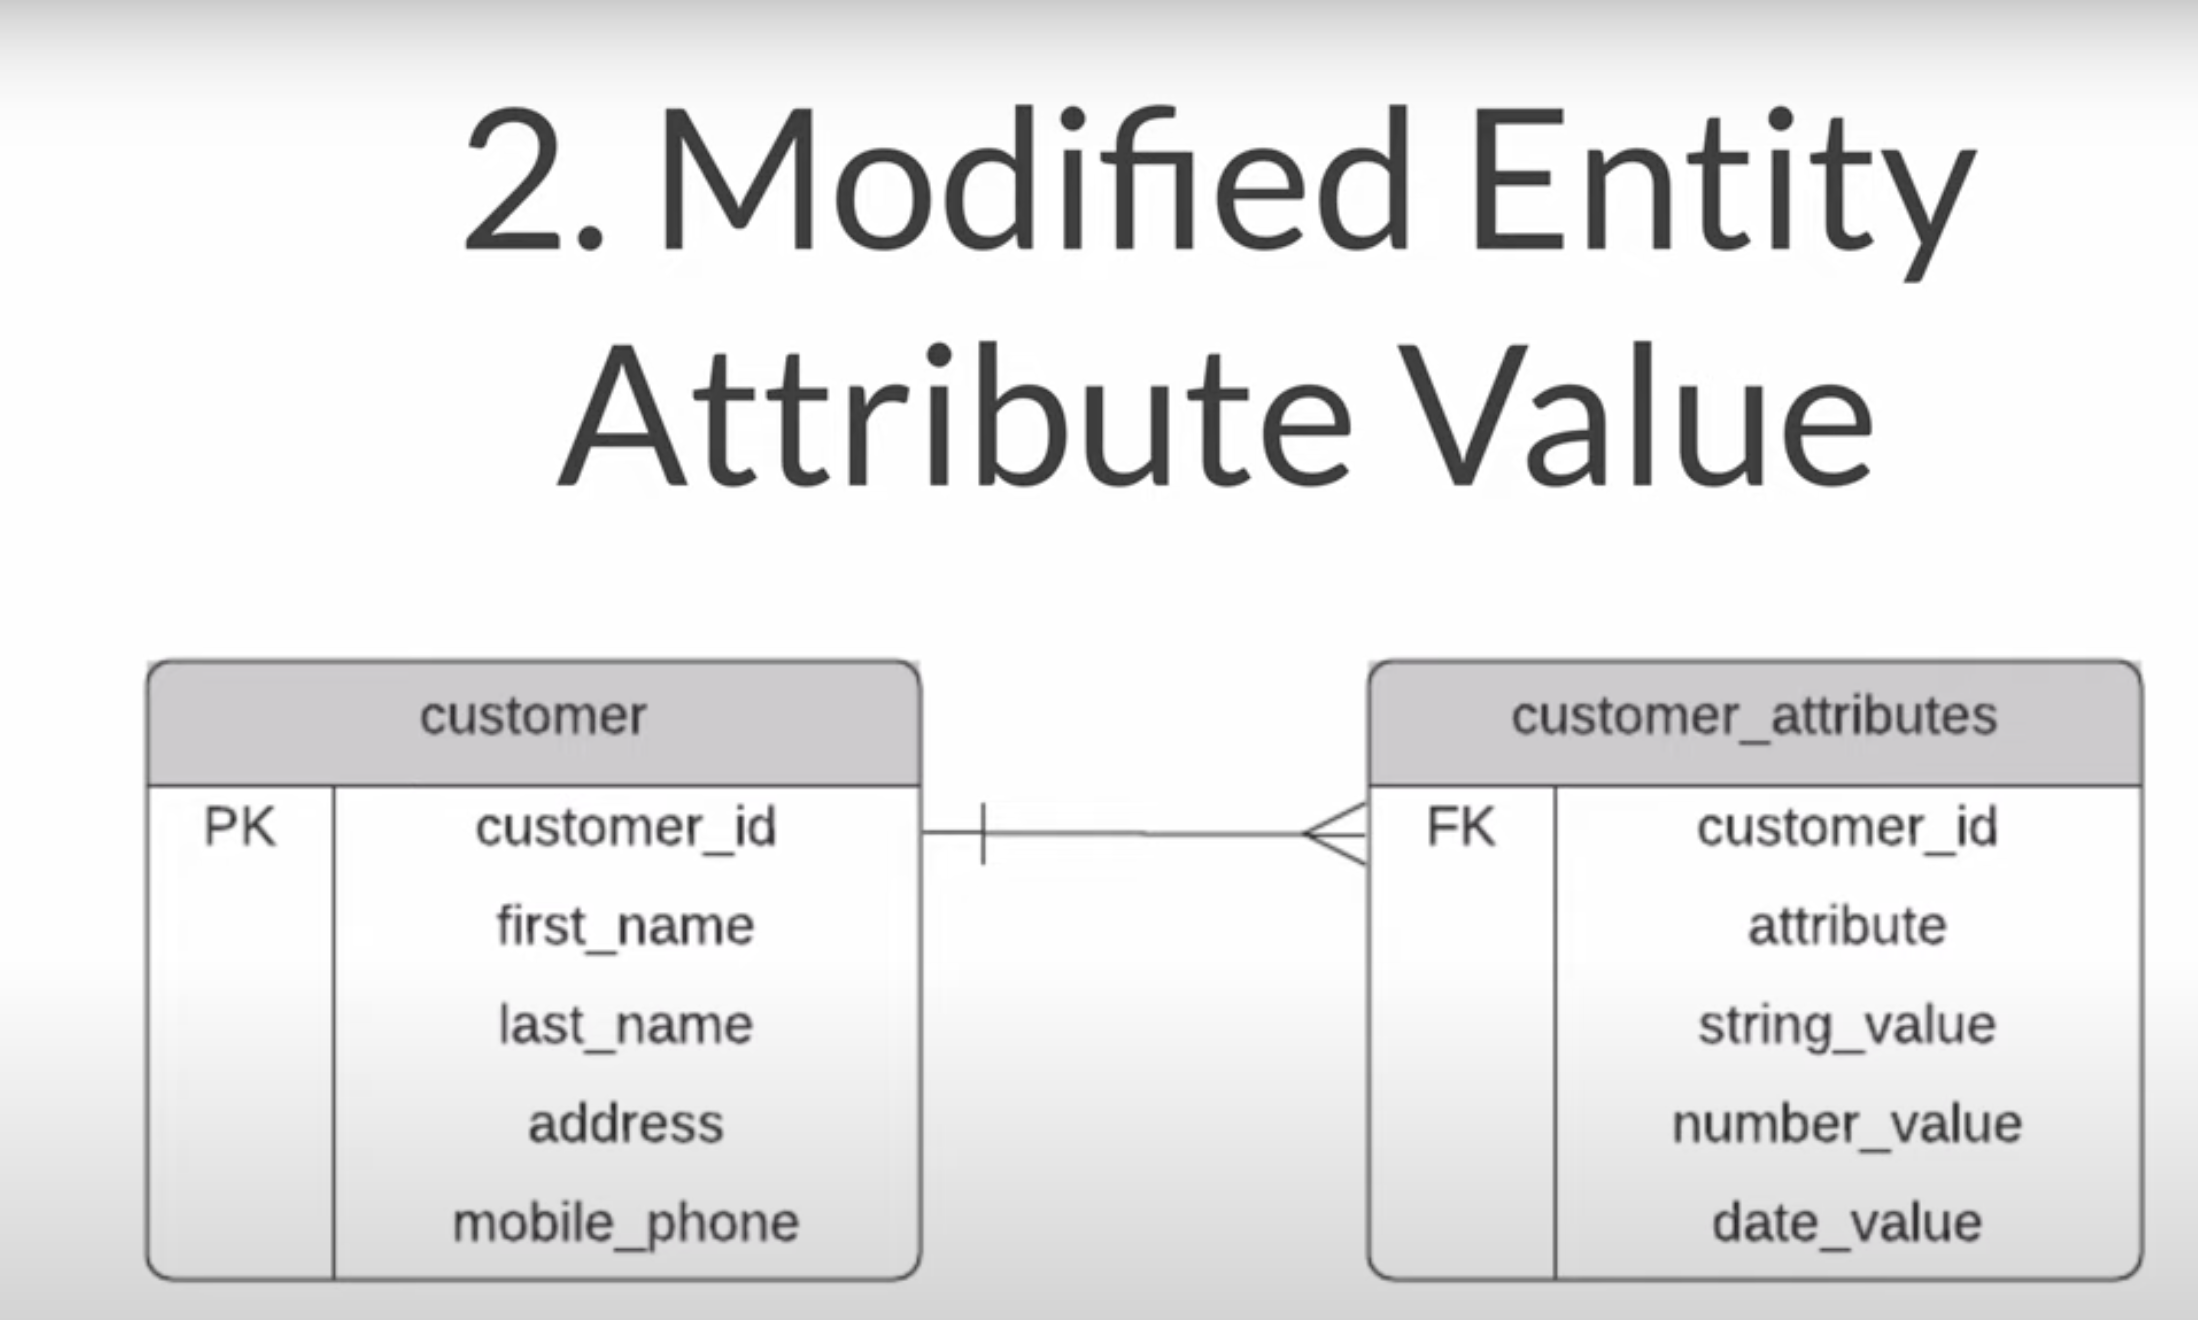 2. Modified Entity
Attribute Value
customer
PK customer_id
first_name
last_name
address
mobile_phone
customer_attributes
FK customer_id
attribute
string_value
number_value
date_value